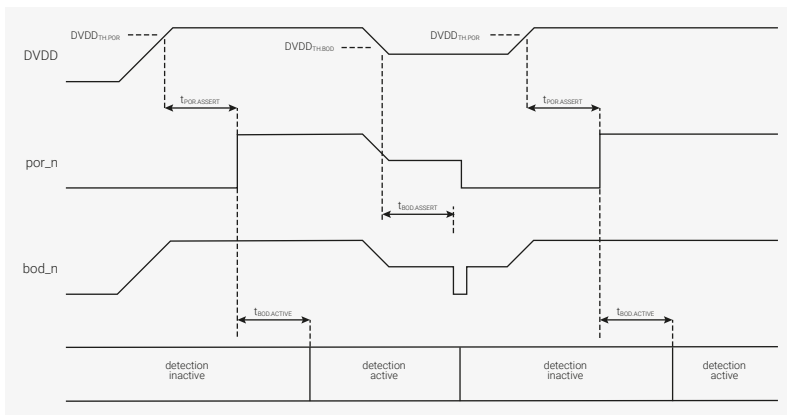 DVDD
DVDDTH.POR
DVDDTH.BOD
DVDDTH.POR
tPOR.ASSERT
tPOR.ASSERT
por_n
tBOD.ASSERT
bod_n
tBOD.ACTIVE
tBOD.ACTIVE
detection
inactive
detection
active
detection
inactive
detection
active